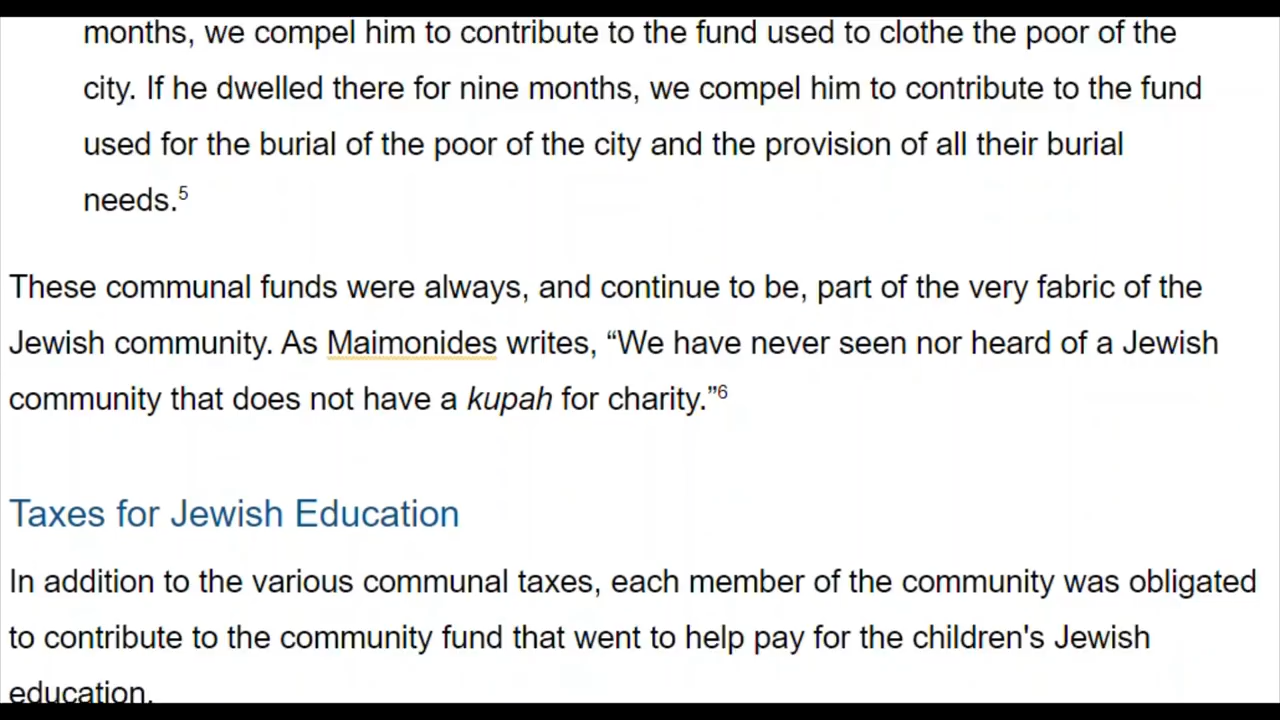 months, we compel him to contribute to the fund used to clothe the poor of the
city. If he dwelled there for nine months, we compel him to contribute to the fund
used for the burial of the poor of the city and the provision of all their burial
needs.⁵
These communal funds were always, and continue to be, part of the very fabric of the
Jewish community. As Maimonides writes, “We have never seen nor heard of a Jewish
community that does not have a kupah for charity.”⁶
Taxes for Jewish Education
In addition to the various communal taxes, each member of the community was obligated
to contribute to the community fund that went to help pay for the children's Jewish
education.